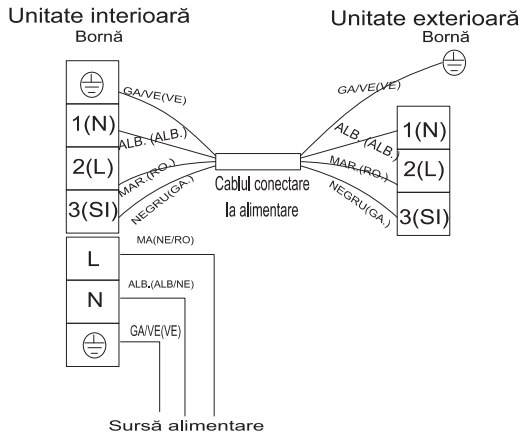 Unitate interioară
Bornă
Unitate exterioară
Bornă
GA/VE(VE)
GA/VE(VE)
1(N)
ALB. (ALB.)
ALB. (ALB.)
1(N)
2(L)
MAR.(RO.)
MAR.(RO.)
2(L)
3(SI)
NEGRU(GA.)
NEGRU(GA.)
3(SI)
Cablul conectare
la alimentare
L
MA(NE/RO)
N
ALB.(ALB/NE)
GA/VE(VE)
Sursă alimentare